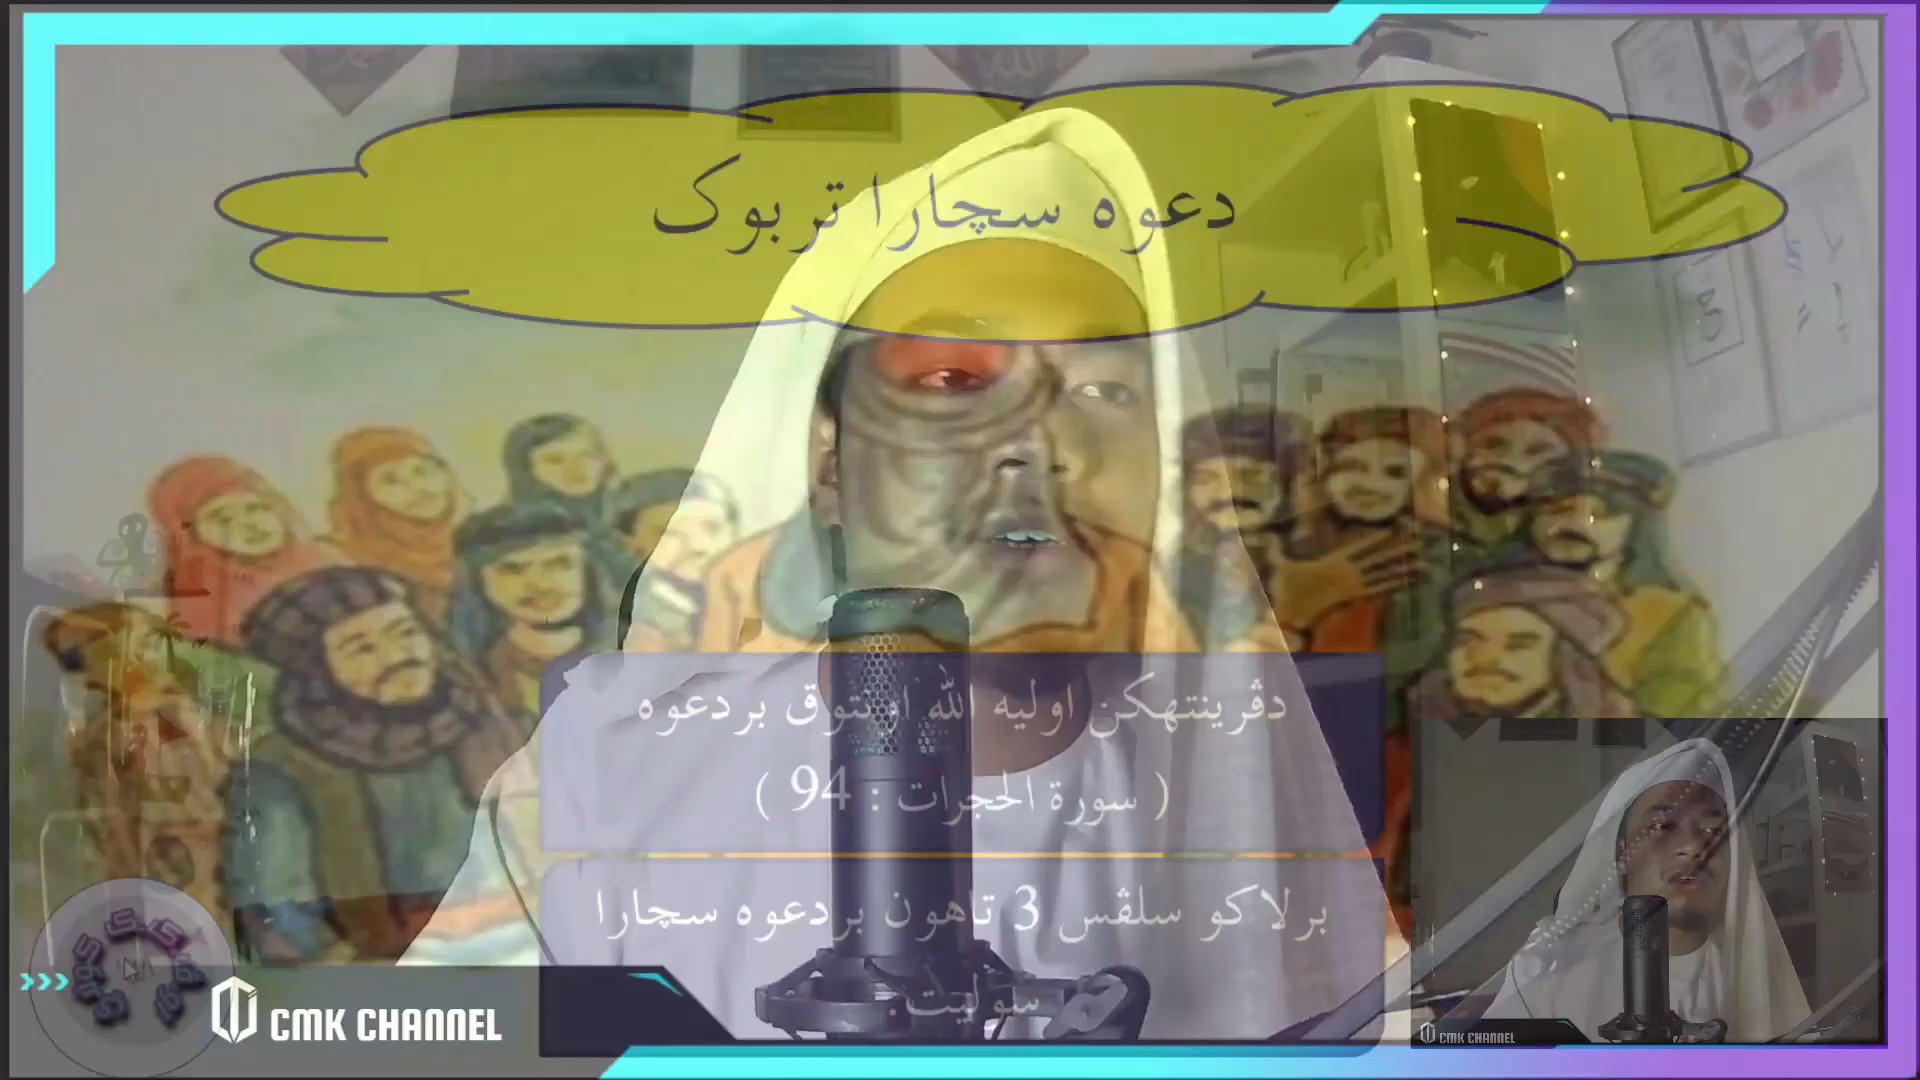 دعوه سچارا تربوک
دڤرينتهکن اوليه الله اونتوق بردعوه
( سورة الحجرات : 94 )
برلاکو سلڤس 3 تاهون بردعوه سچارا
سوليت.
CMK CHANNEL
CMK CHANNEL